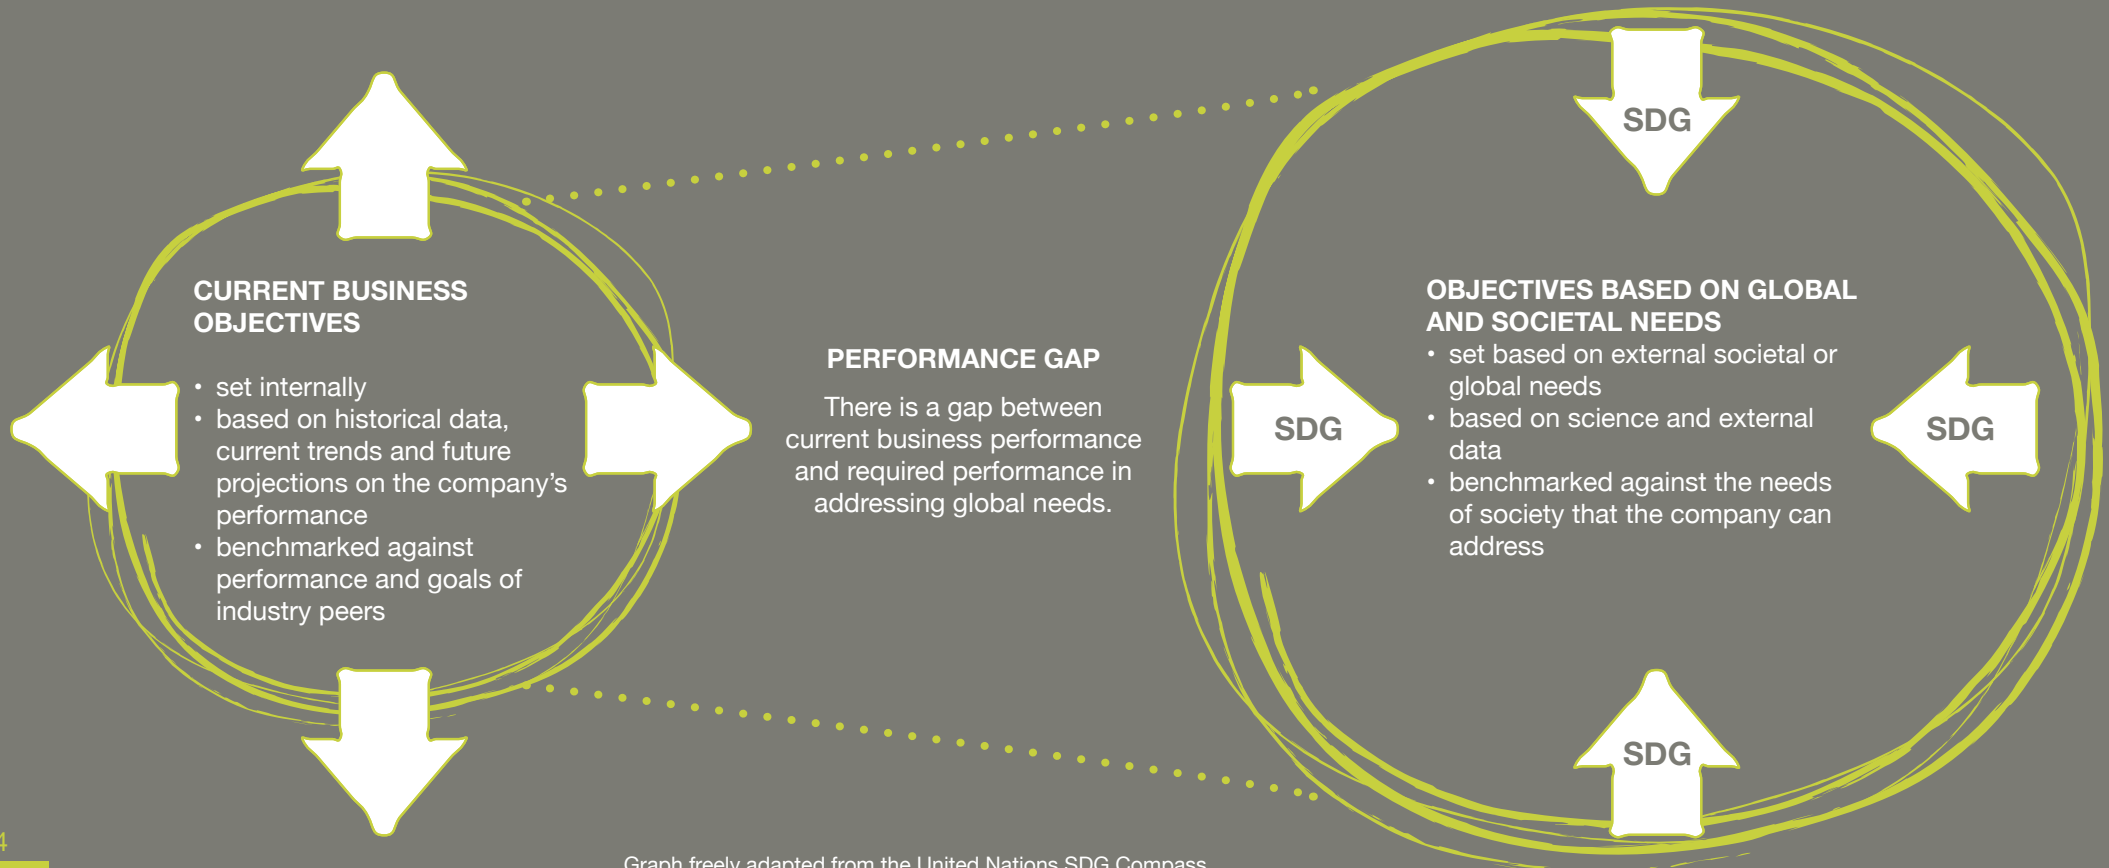 CURRENT BUSINESS
OBJECTIVES
• set internally
• based on historical data,
current trends and future
projections on the company’s
performance
• benchmarked against
performance and goals of
industry peers
PERFORMANCE GAP
There is a gap between
current business performance
and required performance in
addressing global needs.
SDG
SDG
OBJECTIVES BASED ON GLOBAL
AND SOCIETAL NEEDS
• set based on external societal or
global needs
• based on science and external
data
• benchmarked against the needs
of society that the company can
address
SDG
SDG
4
Graph freely adapted from the United Nations SDG Compass